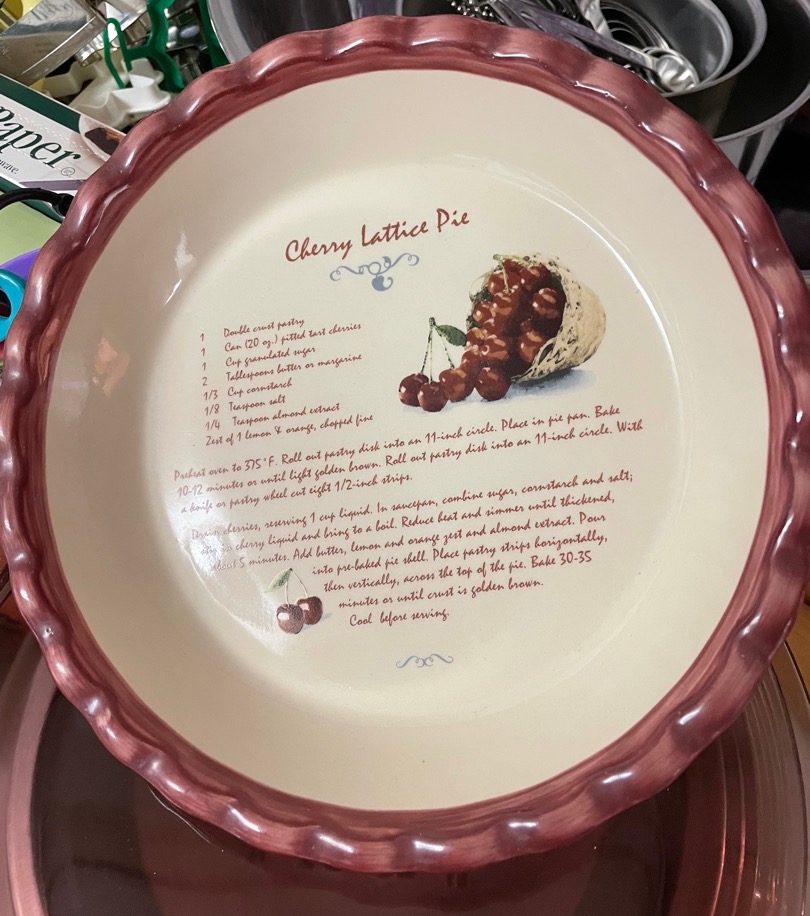 Paper
wave.
Cherry Lattice Pie
1 Double crust pastry
1 Can (20 oz.) pitted tart cherries
1 Cup granulated sugar
2 Tablespoons butter or margarine
1/3 Cup cornstarch
1/8 Teaspoon salt
1/4 Teaspoon almond extract
Zest of 1 lemon & orange, chopped fine
Preheat oven to 375°F. Roll out pastry disk into an 11-inch circle. Place in pie pan. Bake
10-12 minutes or until light golden brown. Roll out pastry disk into an 11-inch circle. With
a knife or pastry wheel cut eight 1/2-inch strips.
Drain cherries, reserving 1 cup liquid. In saucepan, combine sugar, cornstarch and salt;
stir in cherry liquid and bring to a boil. Reduce heat and simmer until thickened,
about 5 minutes. Add butter, lemon and orange zest and almond extract. Pour
into pre-baked pie shell. Place pastry strips horizontally,
then vertically, across the top of the pie. Bake 30-35
minutes or until crust is golden brown.
Cool before serving.